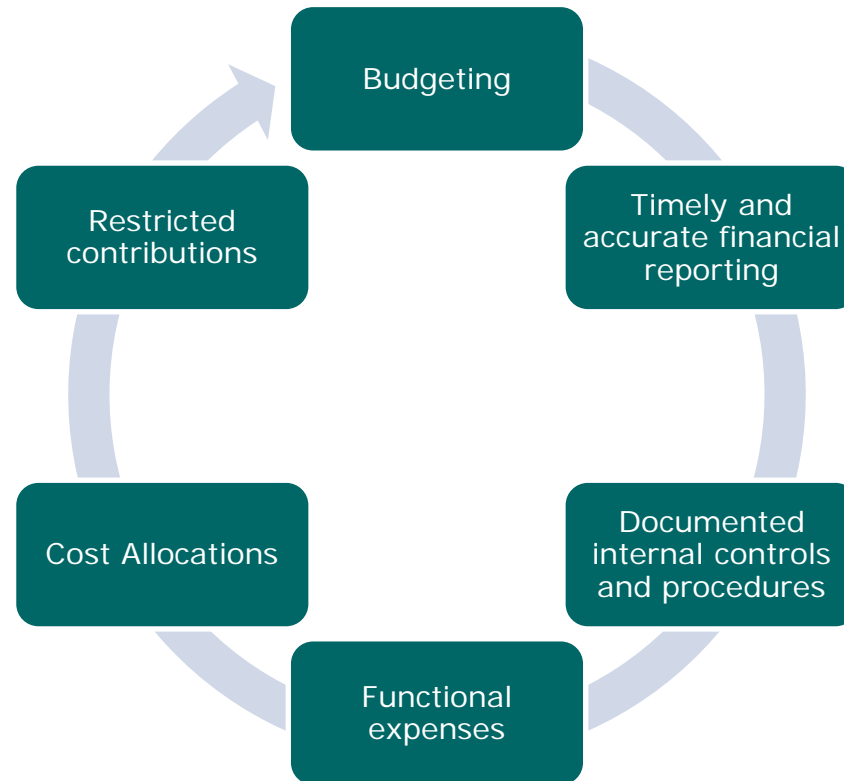 Budgeting
Timely and
accurate financial
reporting
Documented
internal controls
and procedures
Functional
expenses
Cost Allocations
Restricted
contributions